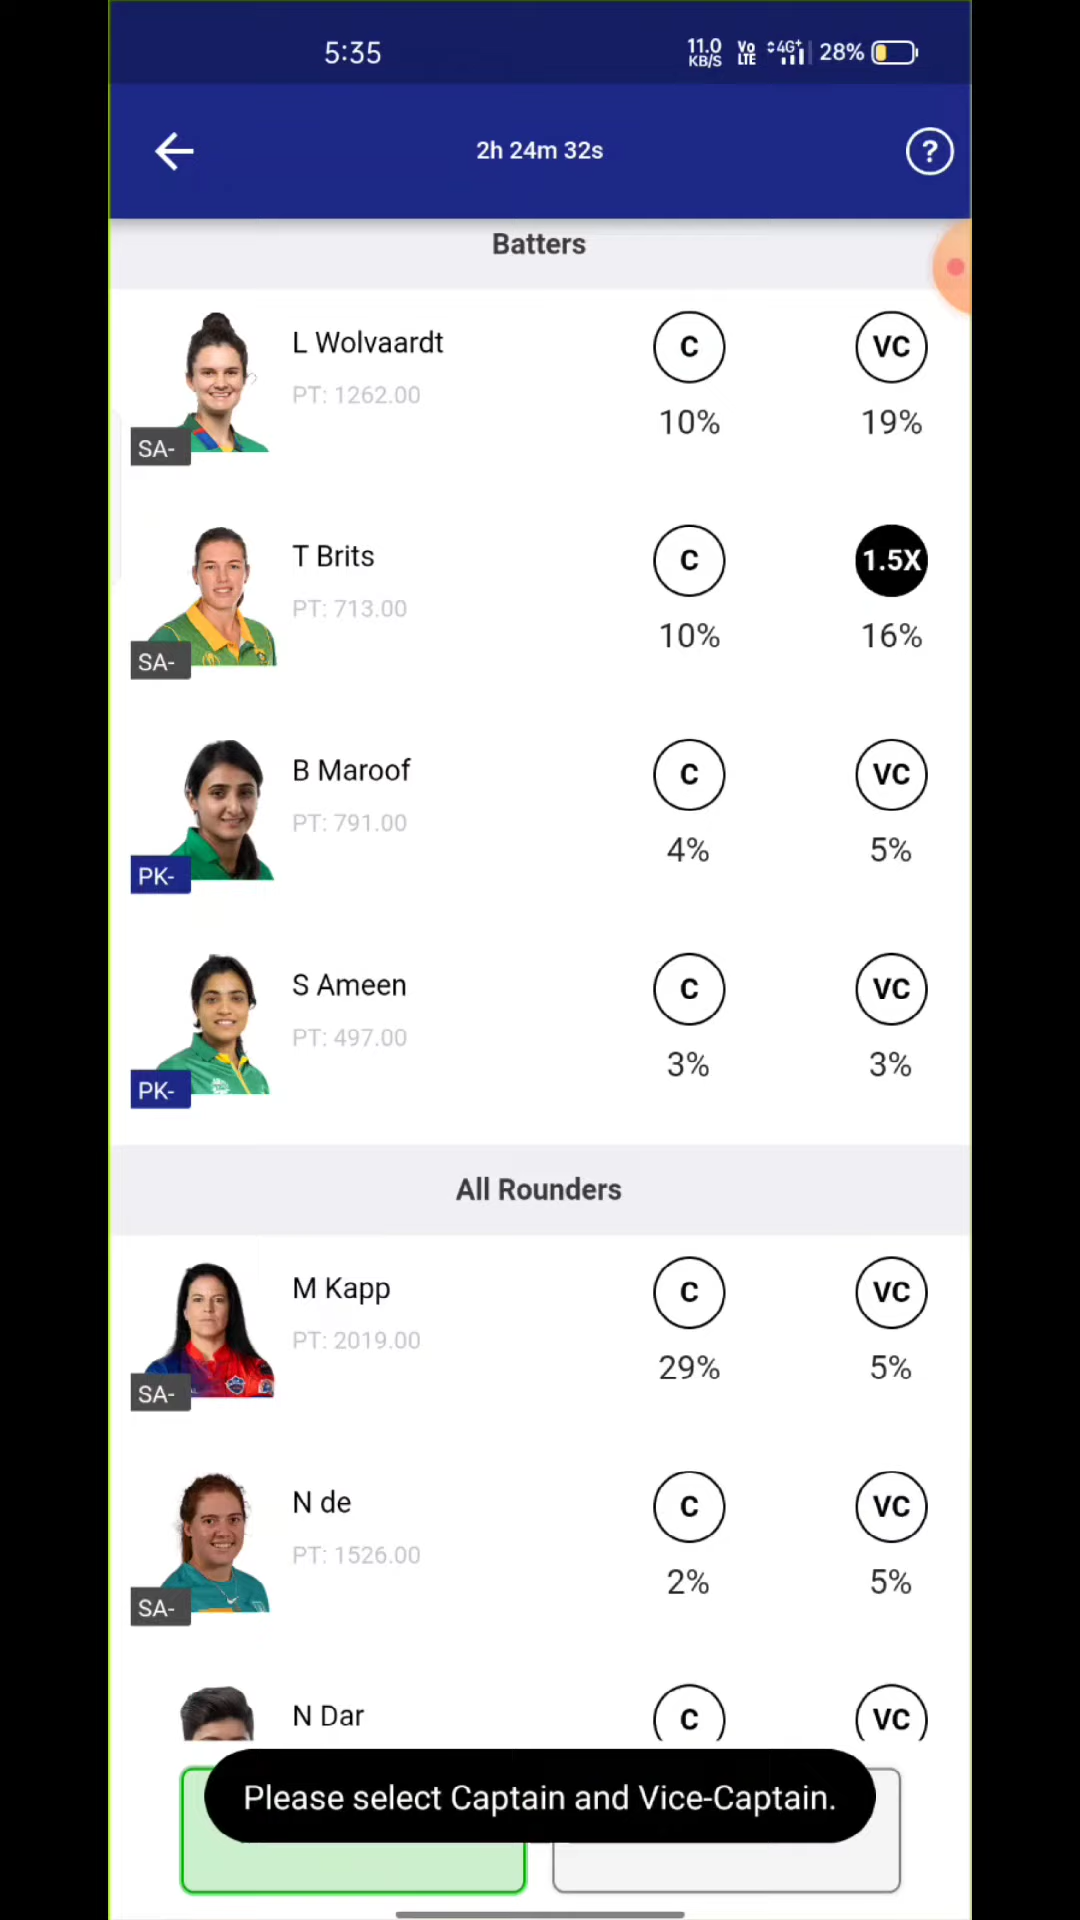 5:35
11.0 KB/S Vo LTE 4G+ 28%
2h 24m 32s
?
Batters
L Wolvaardt
PT: 1262.00
SA-
C
10%
VC
19%
T Brits
PT: 713.00
SA-
C
10%
1.5X
16%
B Maroof
PT: 791.00
PK-
C
4%
VC
5%
S Ameen
PT: 497.00
PK-
C
3%
VC
3%
All Rounders
M Kapp
PT: 2019.00
SA-
C
29%
VC
5%
N de
PT: 1526.00
SA-
C
2%
VC
5%
N Dar
C
VC
Please select Captain and Vice-Captain.